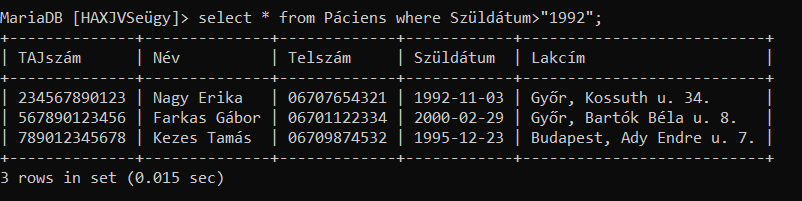 MariaDB [HAXJVSeügy]> select * from Páciens where Szüldátum>"1992";
+--------------+--------------+-------------+------------+-------------------------+
| TAJszám      | Név          | Telszám     | Szüldátum  | Lakcím                  |
+--------------+--------------+-------------+------------+-------------------------+
| 234567890123 | Nagy Erika   | 06707654321 | 1992-11-03 | Győr, Kossuth u. 34.    |
| 567890123456 | Farkas Gábor | 06701122334 | 2000-02-29 | Győr, Bartók Béla u. 8. |
| 789012345678 | Kezes Tamás  | 06709874532 | 1995-12-23 | Budapest, Ady Endre u. 7. |
+--------------+--------------+-------------+------------+-------------------------+
3 rows in set (0.015 sec)